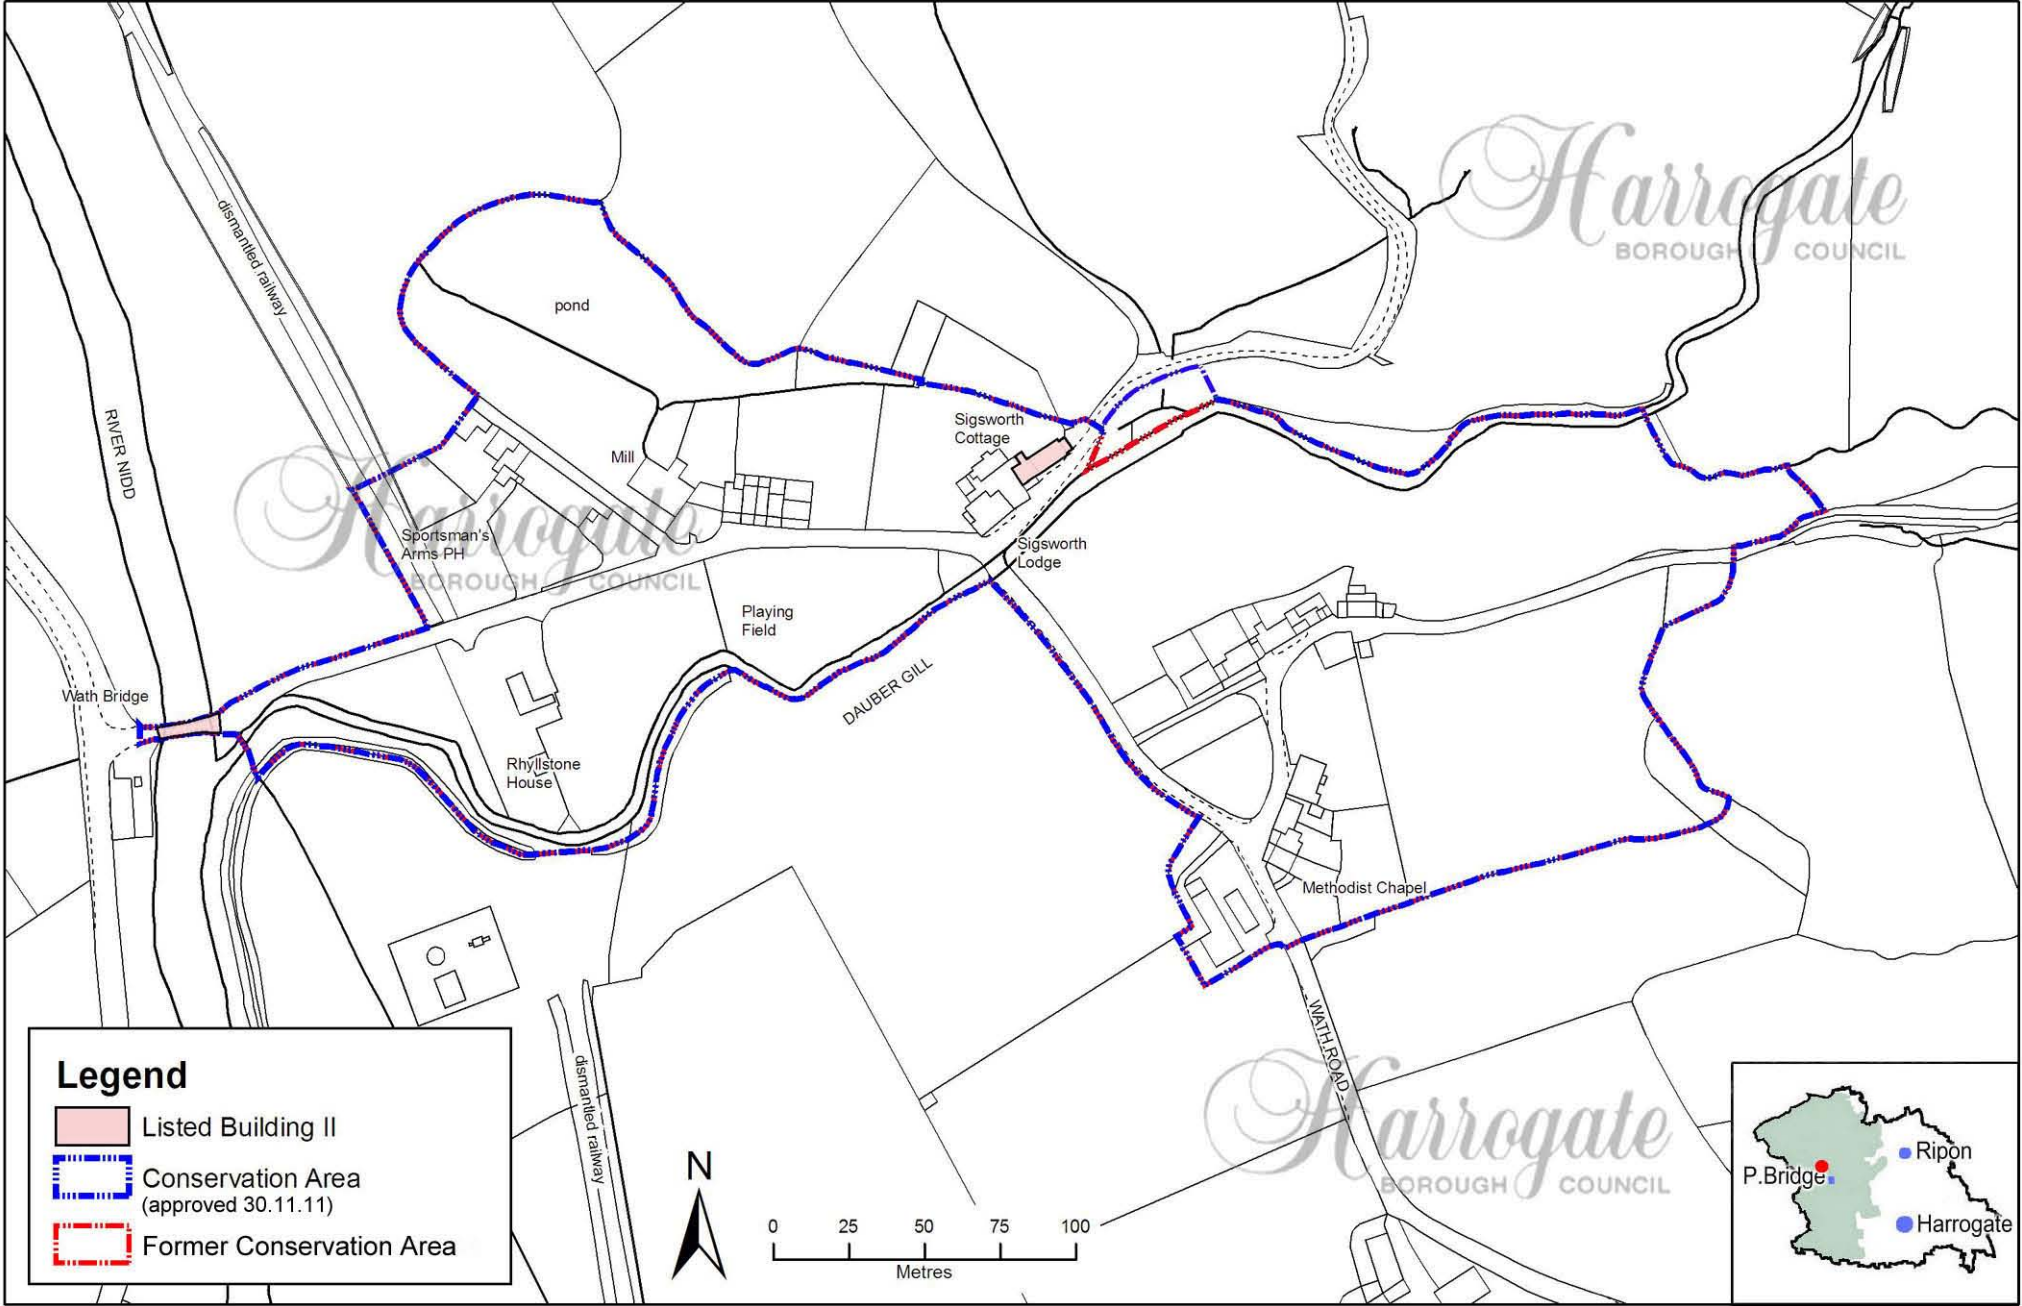 Harrogate
BOROUGH COUNCIL
dismantled railway
pond
RIVER NIDD
Sigsworth
Cottage
Mill
Harrogate
BOROUGH COUNCIL
Sportsman's
Arms PH
Sigsworth
Lodge
Playing
Field
DAUBER GILL
Wath Bridge
Rhyllstone
House
Methodist Chapel
WATH ROAD
dismantled railway
Harrogate
BOROUGH COUNCIL
Legend
Listed Building II
Conservation Area
(approved 30.11.11)
Former Conservation Area
N
0 25 50 75 100
Metres
Ripon
P.Bridge
Harrogate